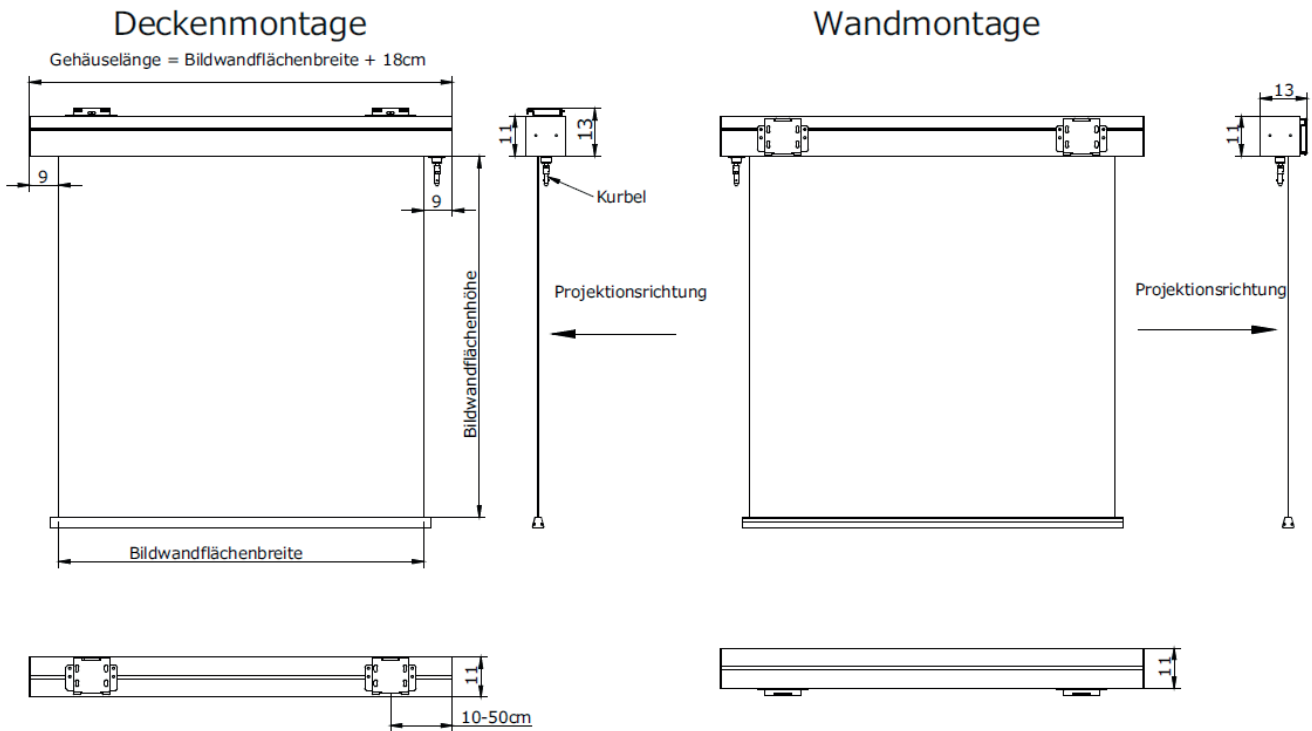 Deckenmontage
Wandmontage
Gehäuselänge = Bildwandflächenbreite + 18cm
13
11
13
11
9
9
Kurbel
Bildwandflächenhöhe
Projektionsrichtung
Projektionsrichtung
Bildwandflächenbreite
11
11
10-50cm